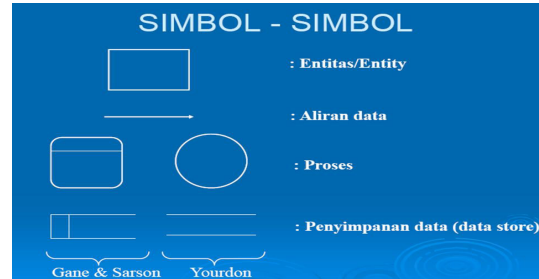 SIMBOL - SIMBOL
: Entitas/Entity
: Aliran data
: Proses
: Penyimpanan data (data store)
Gane & Sarson Yourdon